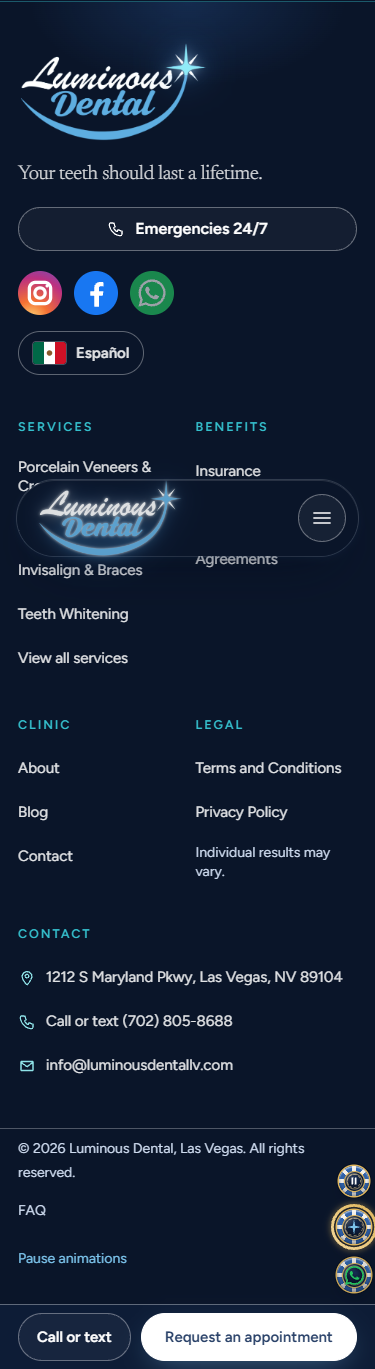 Luminous
Dental
Your teeth should last a lifetime.
Emergencies 24/7
Español
SERVICES
Porcelain Veneers &
Invisalign & Braces
Teeth Whitening
View all services
BENEFITS
Insurance
Agreements
Luminous
Dental
CLINIC
About
Blog
Contact
LEGAL
Terms and Conditions
Privacy Policy
Individual results may
vary.
CONTACT
1212 S Maryland Pkwy, Las Vegas, NV 89104
Call or text (702) 805-8688
info@luminousdentallv.com
© 2026 Luminous Dental, Las Vegas. All rights
reserved.
FAQ
Pause animations
Call or text
Request an appointment